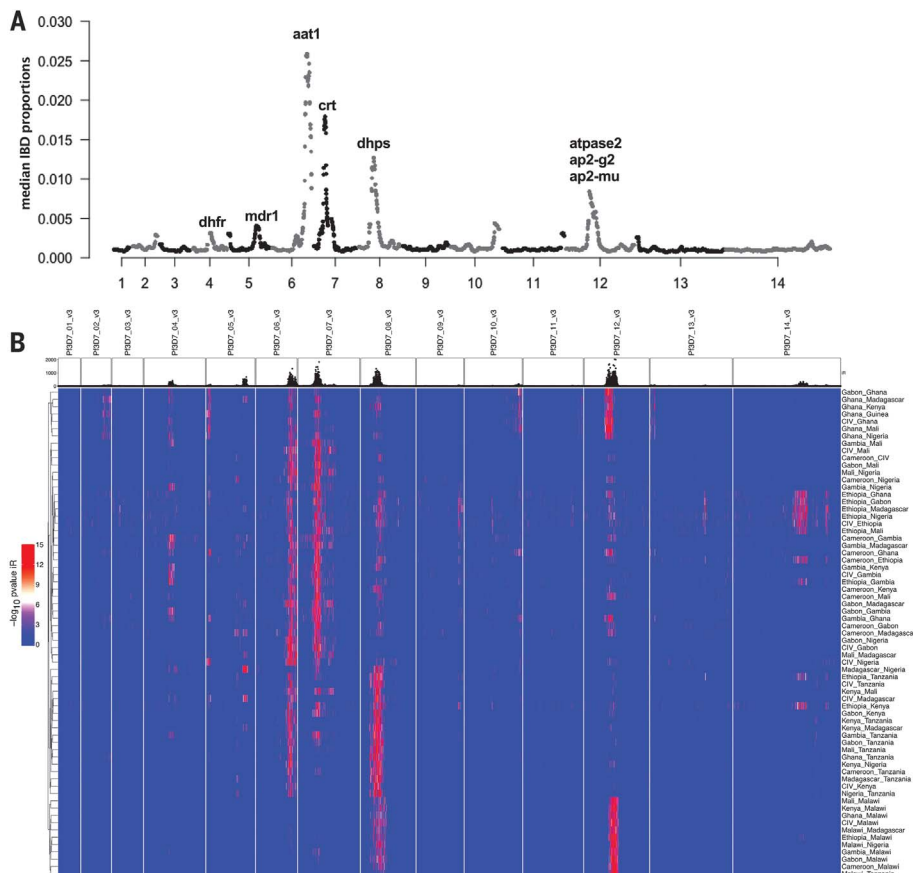 A
median IBD proportions
0.030
0.025
0.020
0.015
0.010
0.005
0.000
dhfr
mdr1
aat1
crt
dhps
atpase2
ap2-g2
ap2-mu
1 2 3 4 5 6 7 8 9 10 11 12 13 14
B
Pf3D7_01_v3
Pf3D7_02_v3
Pf3D7_03_v3
Pf3D7_04_v3
Pf3D7_05_v3
Pf3D7_06_v3
Pf3D7_07_v3
Pf3D7_08_v3
Pf3D7_09_v3
Pf3D7_10_v3
Pf3D7_11_v3
Pf3D7_12_v3
Pf3D7_13_v3
Pf3D7_14_v3
2000
1000
0
−log10 pvalue iR
15
12
9
6
3
0
Gabon_Ghana
Ghana_Madagascar
Ghana_Kenya
Ghana_Guinea
CIV_Ghana
Ghana_Mali
Ghana_Nigeria
Gambia_Mali
CIV_Mali
Cameroon_CIV
Gabon_Mali
Mali_Nigeria
Cameroon_Nigeria
Gambia_Nigeria
Ethiopia_Ghana
Ethiopia_Gabon
Ethiopia_Madagascar
Ethiopia_Nigeria
CIV_Ethiopia
Ethiopia_Mali
Cameroon_Gambia
Gambia_Madagascar
Cameroon_Ghana
Cameroon_Ethiopia
Gambia_Kenya
CIV_Gambia
Ethiopia_Gambia
Cameroon_Kenya
Cameroon_Mali
Gabon_Madagascar
Gabon_Gambia
Gambia_Ghana
Cameroon_Gabon
Cameroon_Madagasca
Gabon_Nigeria
CIV_Gabon
Mali_Madagascar
CIV_Nigeria
Madagascar_Nigeria
Ethiopia_Tanzania
CIV_Tanzania
Kenya_Mali
CIV_Madagascar
Ethiopia_Kenya
Gabon_Kenya
Kenya_Tanzania
Kenya_Madagascar
Gambia_Tanzania
Gabon_Tanzania
Mali_Tanzania
Ghana_Tanzania
Kenya_Nigeria
Cameroon_Tanzania
Madagascar_Tanzania
CIV_Kenya
Nigeria_Tanzania
Mali_Malawi
Kenya_Malawi
Ghana_Malawi
CIV_Malawi
Malawi_Madagascar
Ethiopia_Malawi
Malawi_Nigeria
Gambia_Malawi
Gabon_Malawi
Cameroon_Malawi